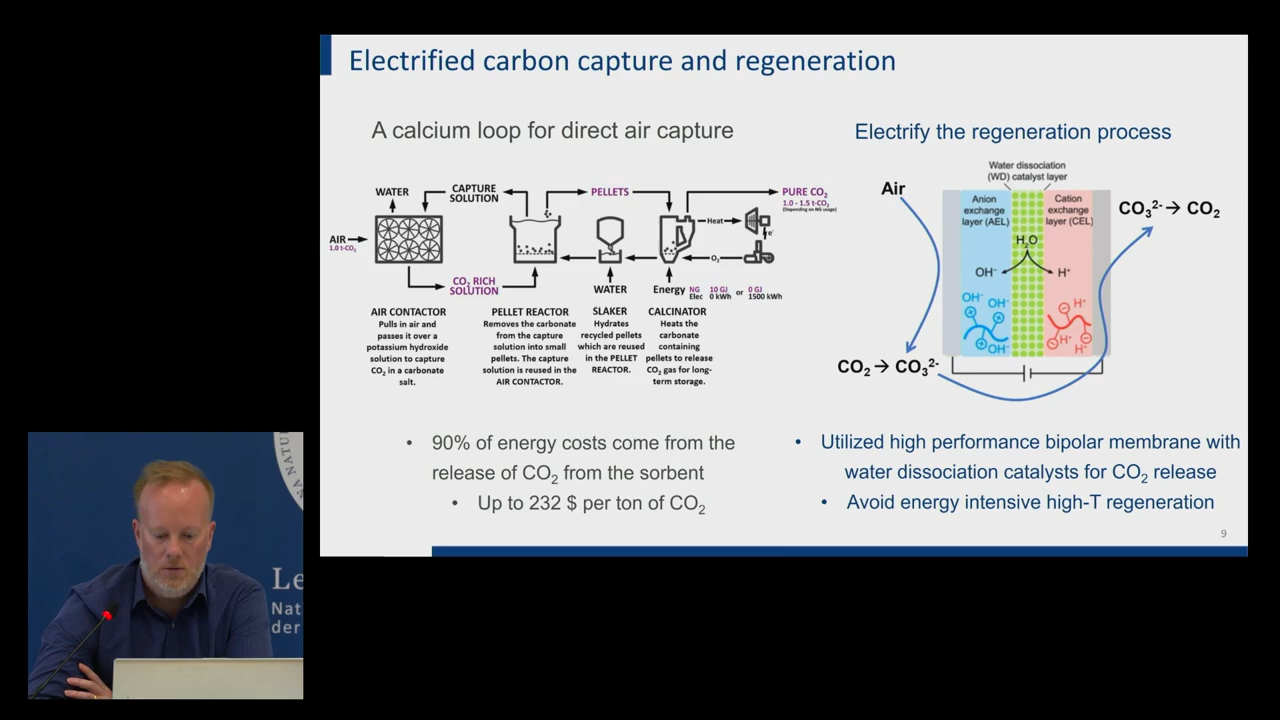 Electrified carbon capture and regeneration
A calcium loop for direct air capture
WATER
CAPTURE
SOLUTION
PELLETS
PURE CO₂
1.0 - 1.5 t-CO₂
(Depending on NG usage)
AIR
1.0 t-CO₂
Heat
e⁻
O₂
CO₂ RICH
SOLUTION
WATER
Energy
NG 10 GJ or 0 GJ
Elec 0 kWh 1500 kWh
AIR CONTACTOR
Pulls in air and
passes it over a
potassium hydroxide
solution to capture
CO₂ in a carbonate
salt.
PELLET REACTOR
Removes the carbonate
from the capture
solution into small
pellets. The capture
solution is reused in the
AIR CONTACTOR.
SLAKER
Hydrates
recycled pellets
which are reused
in the PELLET
REACTOR.
CALCINATOR
Heats the
carbonate
containing
pellets to release
CO₂ gas for long-
term storage.
• 90% of energy costs come from the
release of CO₂ from the sorbent
• Up to 232 $ per ton of CO₂
Electrify the regeneration process
Water dissociation
(WD) catalyst layer
Air
Anion
exchange
layer (AEL)
Cation
exchange
layer (CEL)
CO₃²⁻ → CO₂
H₂O
OH⁻
H⁺
OH⁻
OH⁻
OH⁻
H⁺
H⁺
H⁺
CO₂ → CO₃²⁻
• Utilized high performance bipolar membrane with
water dissociation catalysts for CO₂ release
• Avoid energy intensive high-T regeneration
9
NA NATU
Le
Nat
der